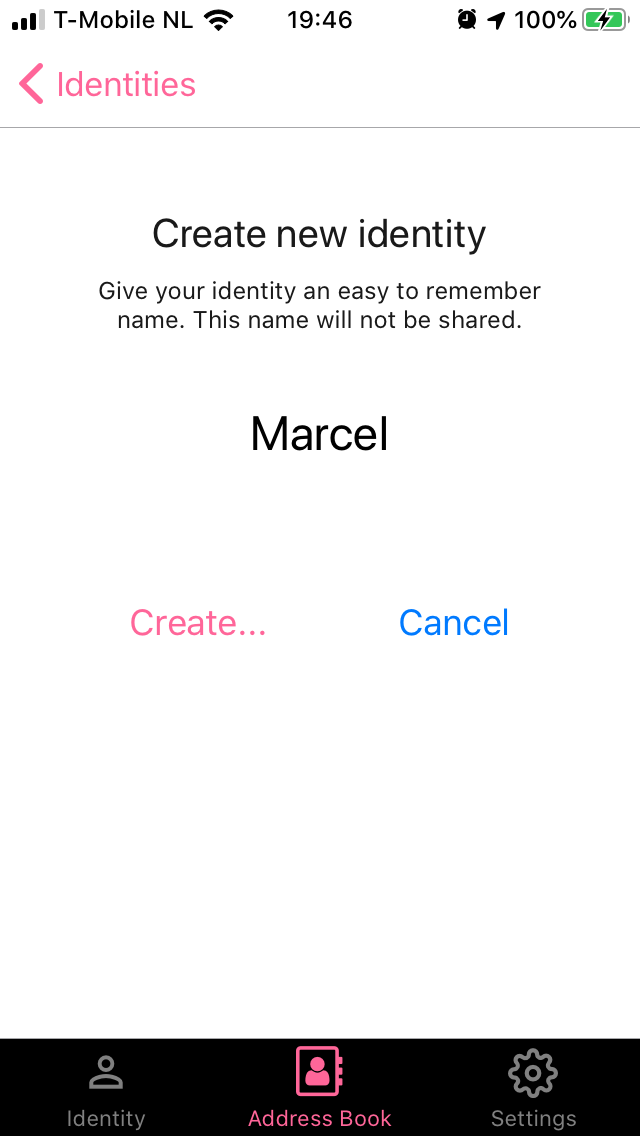 T-Mobile NL 19:46 100%
Identities
Create new identity
Give your identity an easy to remember
name. This name will not be shared.
Marcel
Create... Cancel
Identity Address Book Settings